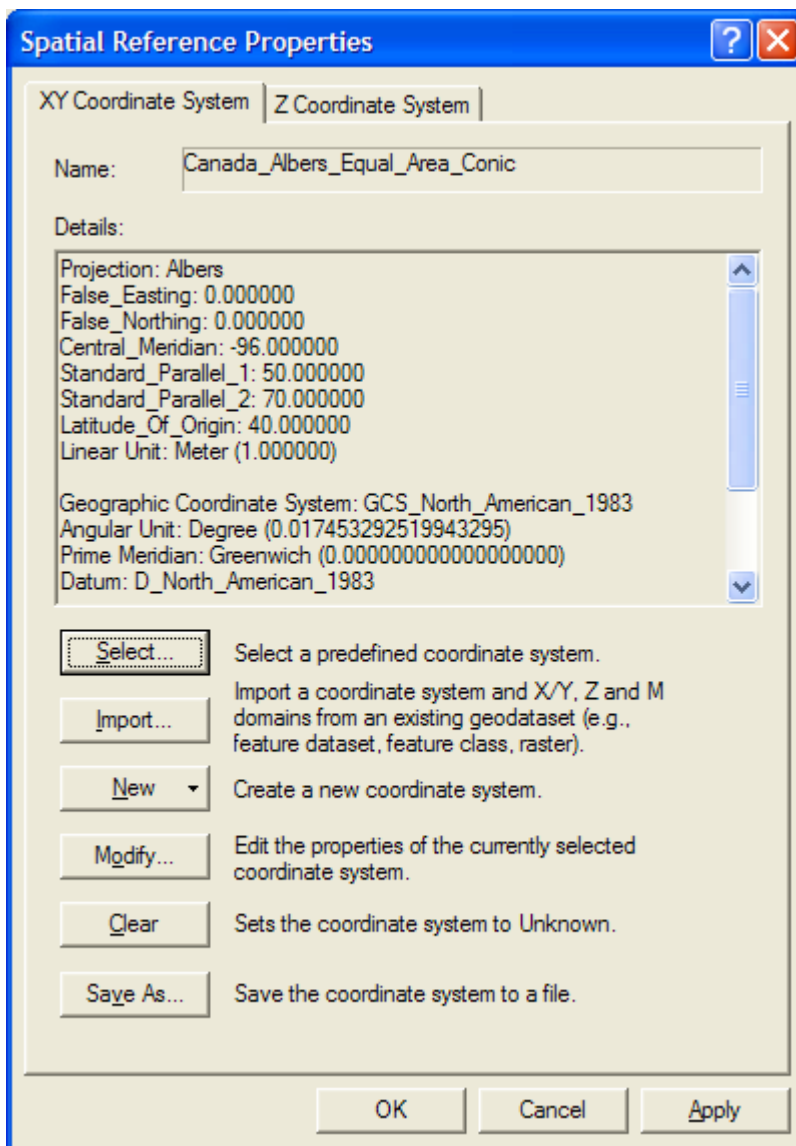 Spatial Reference Properties
XY Coordinate System
Z Coordinate System
Name:
Canada_Albers_Equal_Area_Conic
Details:
Projection: Albers
False_Easting: 0.000000
False_Northing: 0.000000
Central_Meridian: -96.000000
Standard_Parallel_1: 50.000000
Standard_Parallel_2: 70.000000
Latitude_Of_Origin: 40.000000
Linear Unit: Meter (1.000000)
Geographic Coordinate System: GCS_North_American_1983
Angular Unit: Degree (0.017453292519943295)
Prime Meridian: Greenwich (0.000000000000000000)
Datum: D_North_American_1983
Select...
Select a predefined coordinate system.
Import...
Import a coordinate system and X/Y, Z and M
domains from an existing geodataset (e.g.,
feature dataset, feature class, raster).
New
Create a new coordinate system.
Modify...
Edit the properties of the currently selected
coordinate system.
Clear
Sets the coordinate system to Unknown.
Save As...
Save the coordinate system to a file.
OK
Cancel
Apply